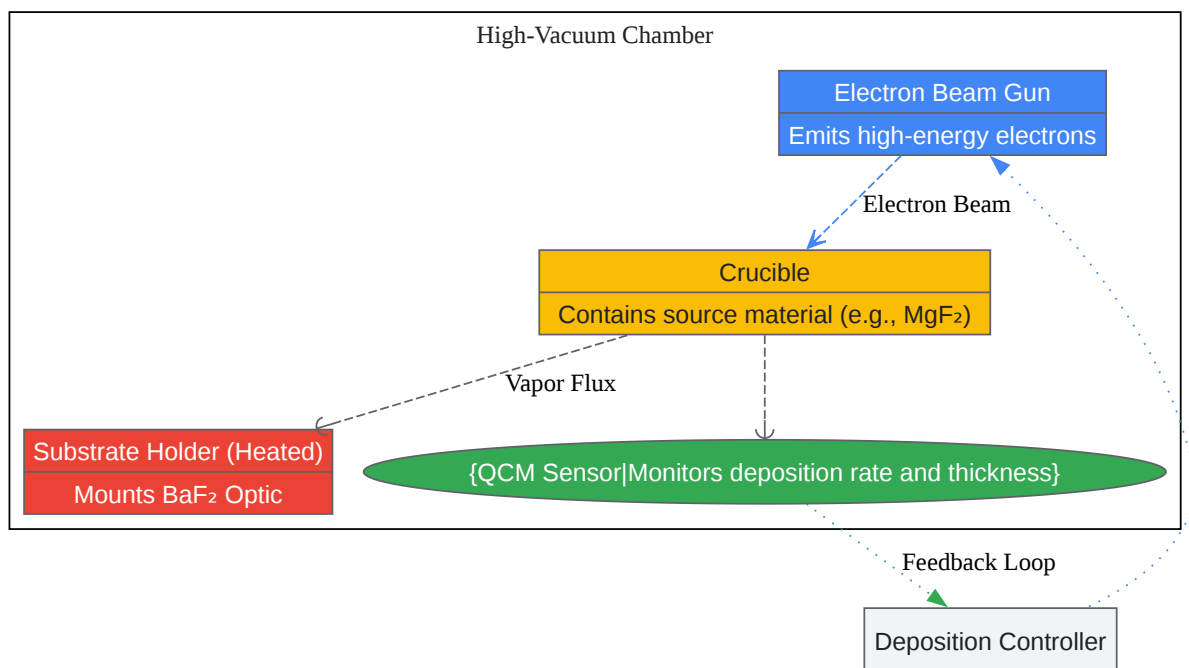 High-Vacuum Chamber
Electron Beam Gun
Emits high-energy electrons
Electron Beam
Crucible
Contains source material (e.g., MgF₂)
Vapor Flux
Substrate Holder (Heated)
Mounts BaF₂ Optic
{QCM Sensor|Monitors deposition rate and thickness}
Feedback Loop
Deposition Controller